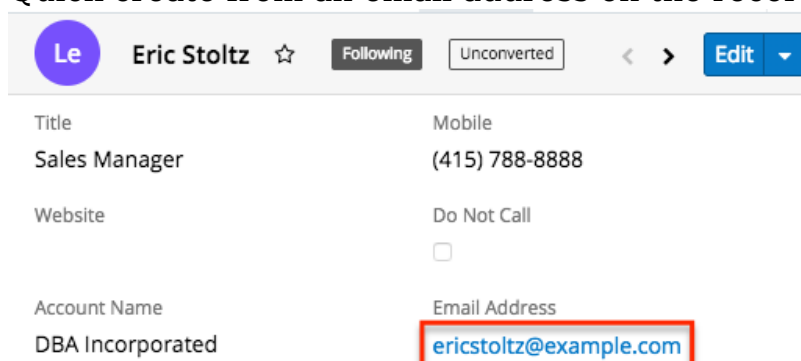 Le Eric Stoltz Following Unconverted Edit
Title Mobile
Sales Manager (415) 788-8888
Website Do Not Call
Account Name Email Address
DBA Incorporated ericstoltz@example.com